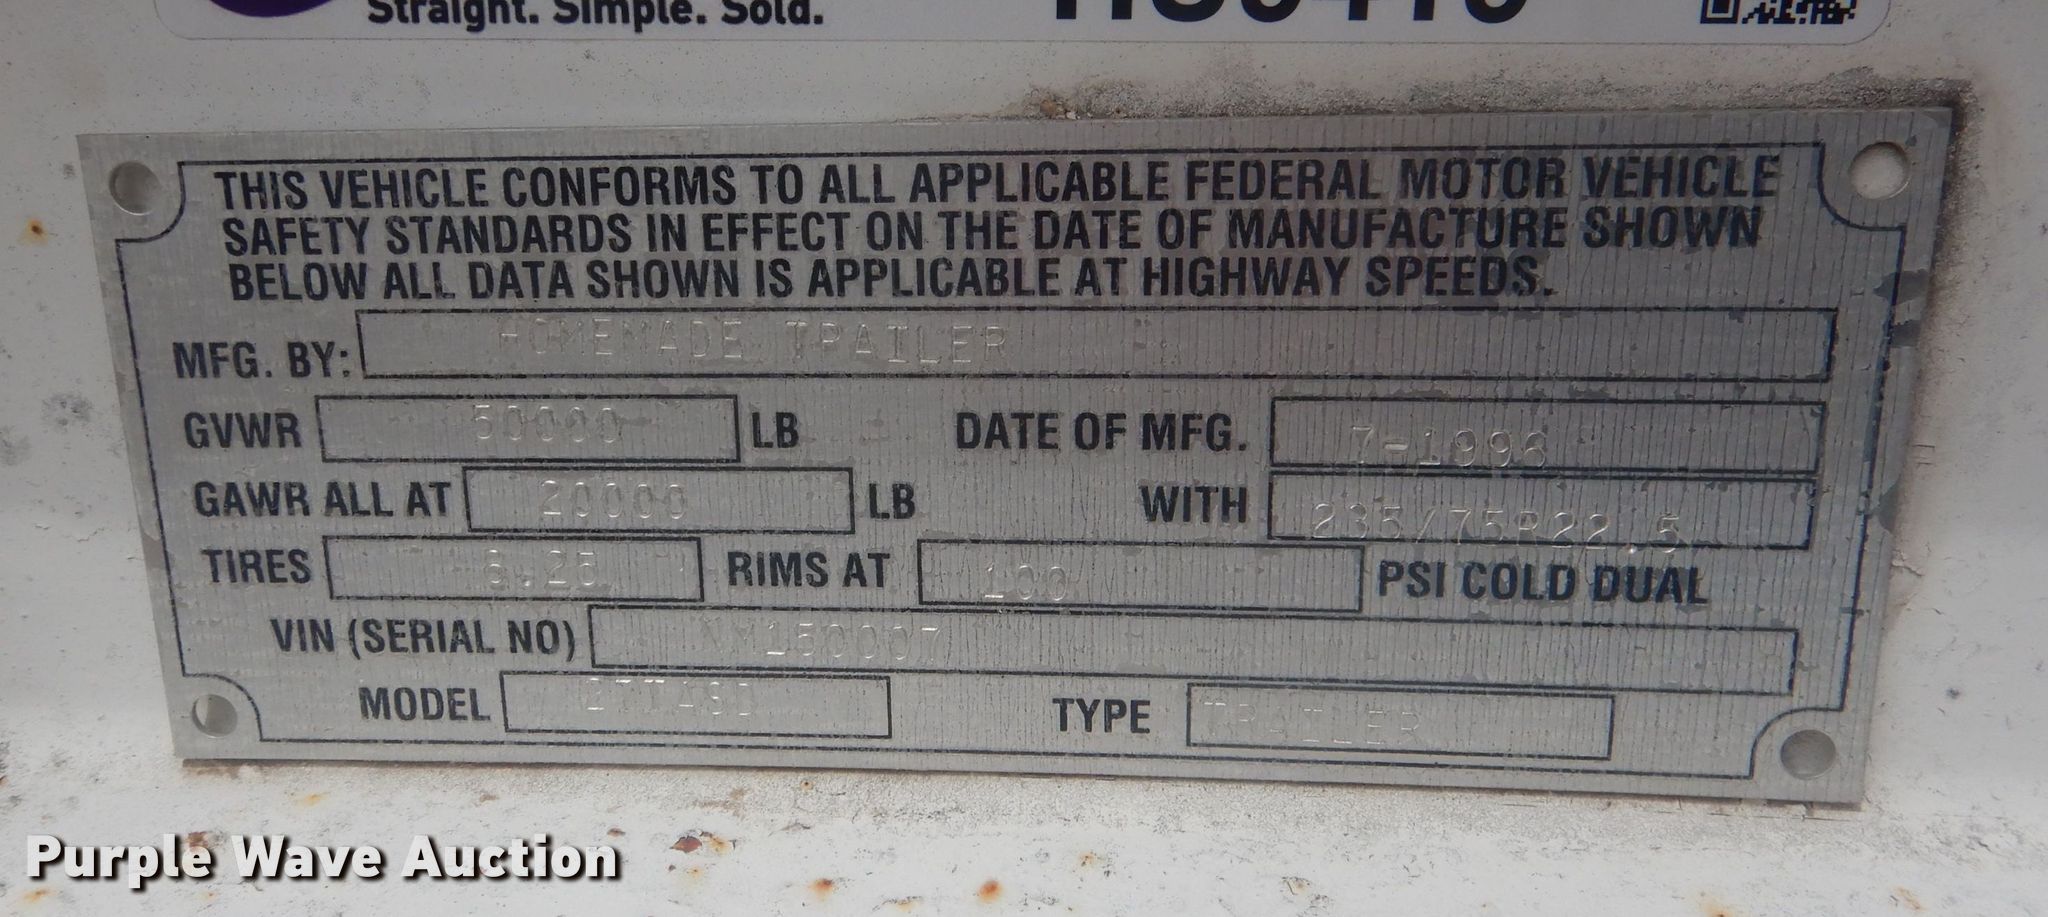 Straight. Simple. Sold.
THIS VEHICLE CONFORMS TO ALL APPLICABLE FEDERAL MOTOR VEHICLE
SAFETY STANDARDS IN EFFECT ON THE DATE OF MANUFACTURE SHOWN
BELOW ALL DATA SHOWN IS APPLICABLE AT HIGHWAY SPEEDS.
MFG. BY: HOMEMADE TRAILER
GVWR 50000 LB DATE OF MFG. 7-1996
GAWR ALL AT 20000 LB WITH 235/75R22.5
TIRES 8.25 RIMS AT 100 PSI COLD DUAL
VIN (SERIAL NO)
MODEL TYPE TRAILER
Purple Wave Auction